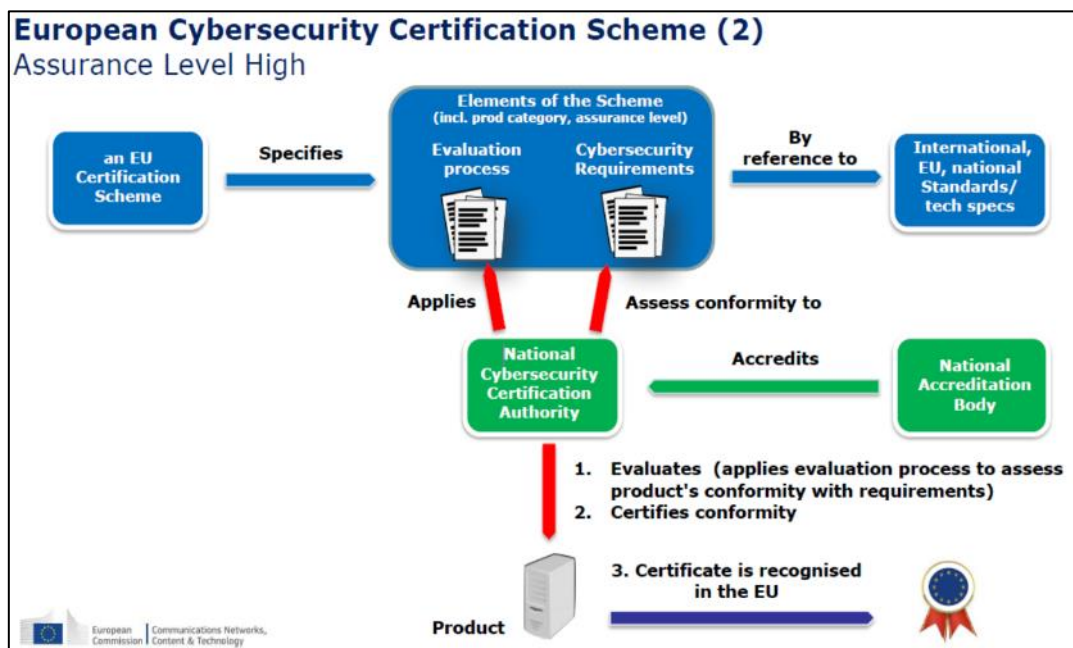 European Cybersecurity Certification Scheme (2)
Assurance Level High
Elements of the Scheme
(incl. prod category, assurance level)
an EU
Certification
Scheme
Specifies
Evaluation
process
Cybersecurity
Requirements
By
reference to
International,
EU, national
Standards/
tech specs
Applies
Assess conformity to
National
Cybersecurity
Certification
Authority
Accredits
National
Accreditation
Body
1. Evaluates (applies evaluation process to assess
product's conformity with requirements)
2. Certifies conformity
Product
3. Certificate is recognised
in the EU
European
Commission
Communications Networks,
Content & Technology